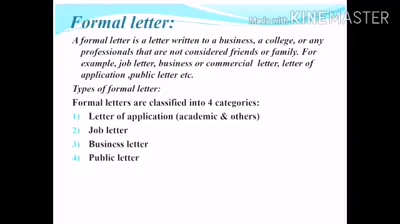 Formal letter:
Made with KINEMASTER
A formal letter is a letter written to a business, a college, or any
professionals that are not considered friends or family. For
example, job letter, business or commercial letter, letter of
application ,public letter etc.
Types of formal letter:
Formal letters are classified into 4 categories:
1) Letter of application (academic & others)
2) Job letter
3) Business letter
4) Public letter